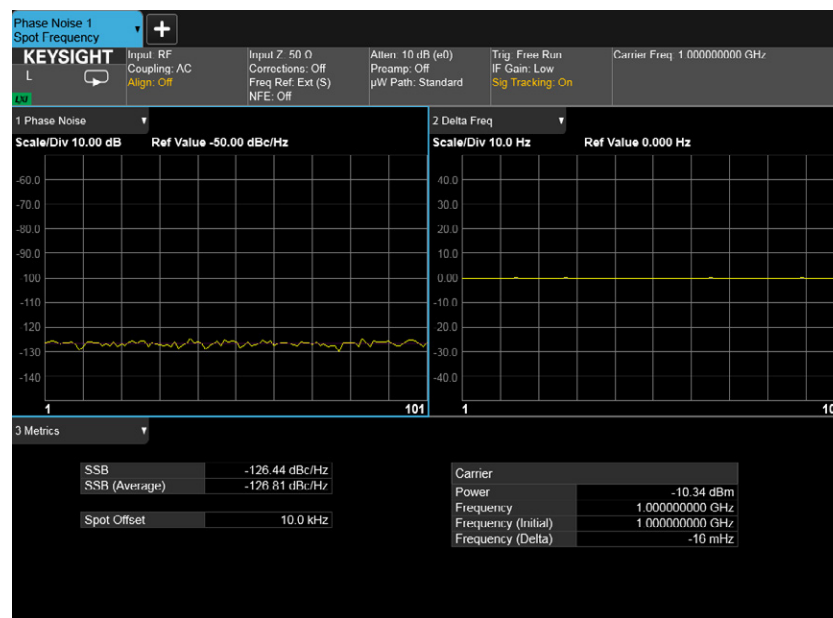 Phase Noise 1
Spot Frequency
+
KEYSIGHT
L
LXI
Input: RF
Coupling: AC
Align: Off
Input Z: 50 Ω
Corrections: Off
Freq Ref: Ext (S)
NFE: Off
Atten: 10 dB (e0)
Preamp: Off
µW Path: Standard
Trig: Free Run
IF Gain: Low
Sig Tracking: On
Carrier Freq: 1.000000000 GHz
1 Phase Noise
Scale/Div 10.00 dB Ref Value -50.00 dBc/Hz
-60.0
-70.0
-80.0
-90.0
-100
-110
-120
-130
-140
1 101
2 Delta Freq
Scale/Div 10.0 Hz Ref Value 0.000 Hz
40.0
30.0
20.0
10.0
0.00
-10.0
-20.0
-30.0
-40.0
1 10
3 Metrics
SSB -126.44 dBc/Hz
SSB (Average) -126.81 dBc/Hz
Spot Offset 10.0 kHz
Carrier
Power -10.34 dBm
Frequency 1.000000000 GHz
Frequency (Initial) 1.000000000 GHz
Frequency (Delta) -16 mHz